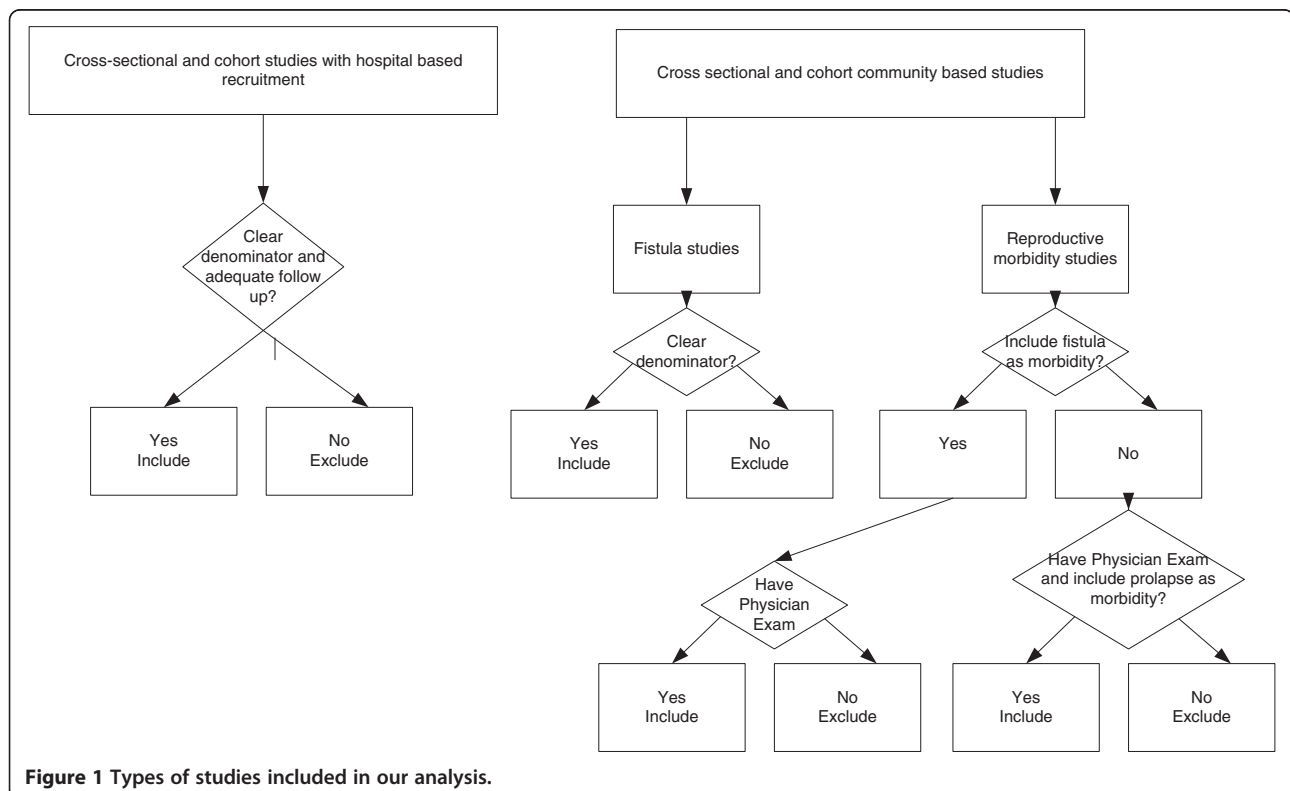 Cross-sectional and cohort studies with hospital based
recruitment
Cross sectional and cohort community based studies
Clear
denominator and
adequate follow
up?
Fistula studies
Reproductive
morbidity studies
Clear
denominator?
Include fistula
as morbidity?
Yes
Include
No
Exclude
Yes
Include
No
Exclude
Yes
No
Have
Physician
Exam
Have Physician Exam
and include prolapse as
morbidity?
Yes
Include
No
Exclude
Yes
Include
No
Exclude
Figure 1 Types of studies included in our analysis.